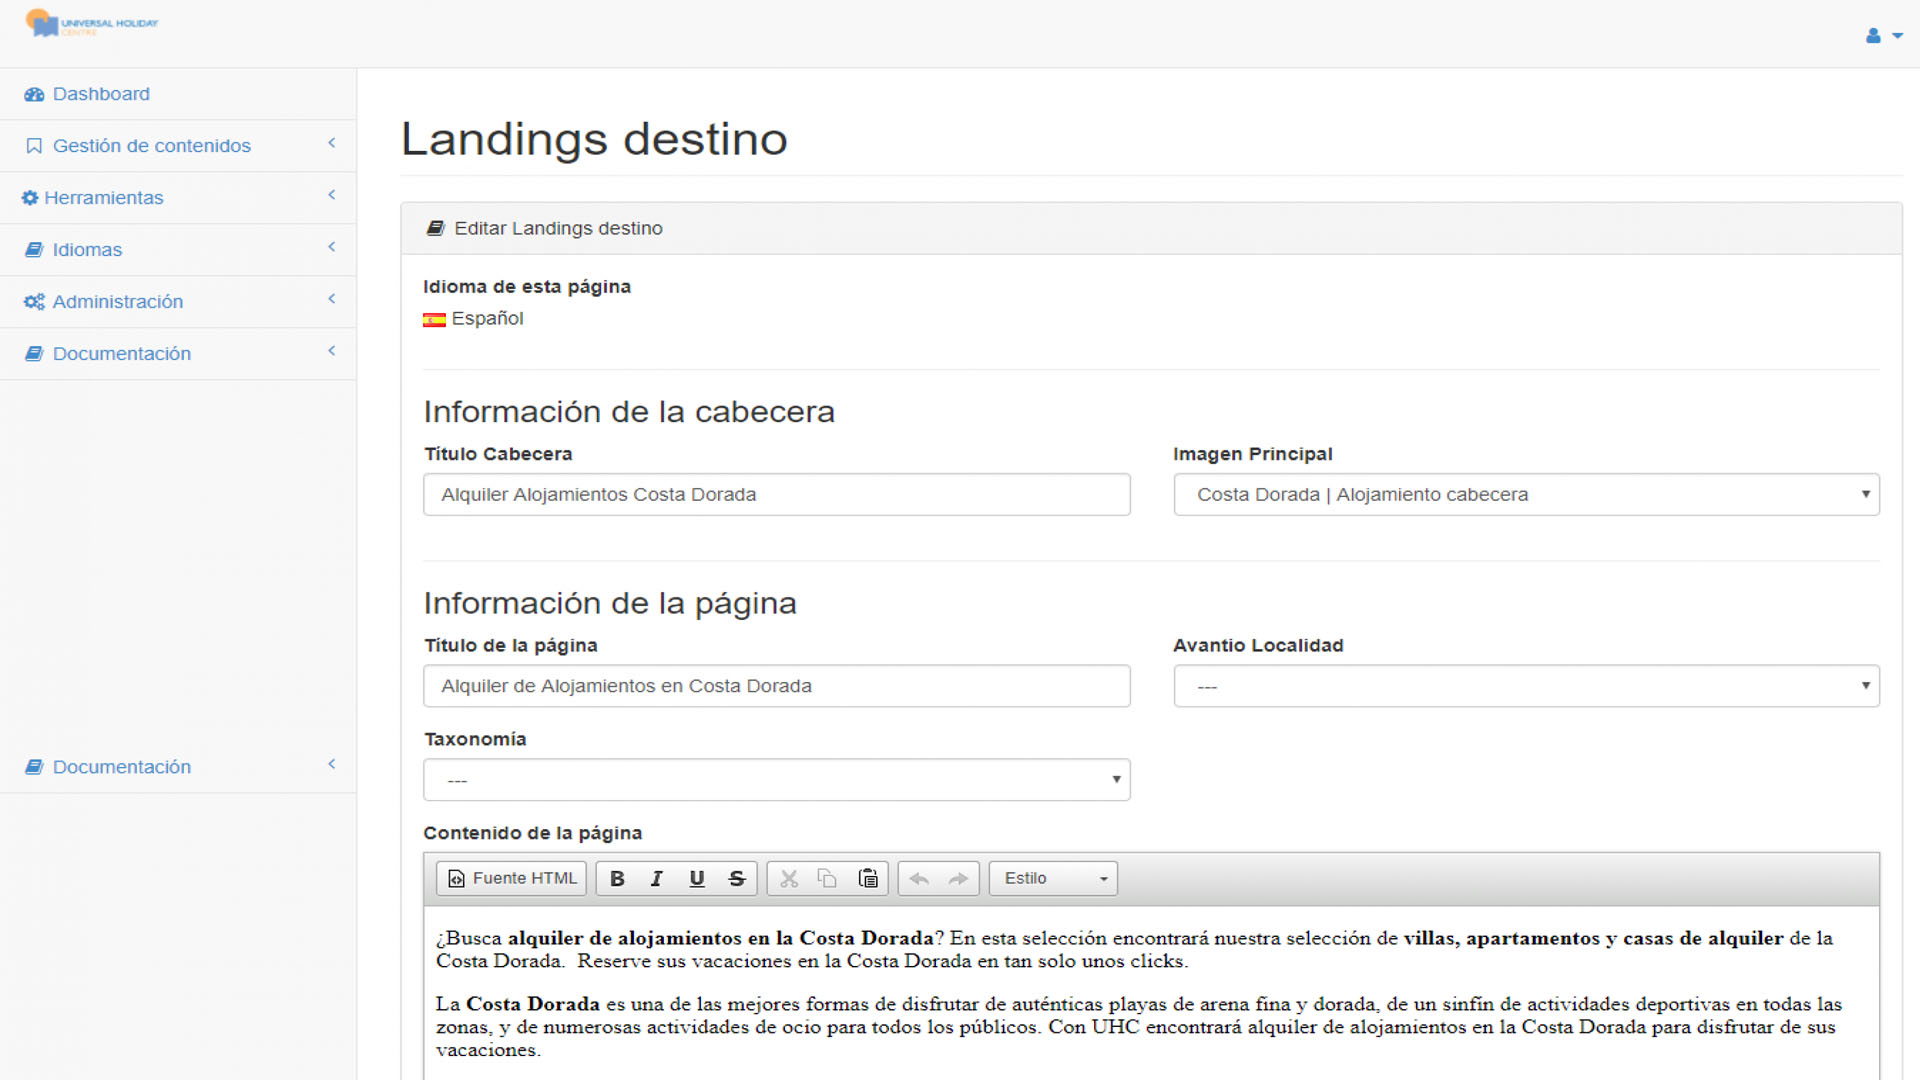 UNIVERSAL HOLIDAY
CENTRE
Dashboard
Gestión de contenidos
Herramientas
Idiomas
Administración
Documentación
Documentación
Landings destino
Editar Landings destino
Idioma de esta página
Español
Información de la cabecera
Título Cabecera
Imagen Principal
Alquiler Alojamientos Costa Dorada
Costa Dorada | Alojamiento cabecera
Información de la página
Título de la página
Avantio Localidad
Alquiler de Alojamientos en Costa Dorada
---
Taxonomía
---
Contenido de la página
Fuente HTML B I U S Estilo
¿Busca alquiler de alojamientos en la Costa Dorada? En esta selección encontrará nuestra selección de villas, apartamentos y casas de alquiler de la
Costa Dorada. Reserve sus vacaciones en la Costa Dorada en tan solo unos clicks.
La Costa Dorada es una de las mejores formas de disfrutar de auténticas playas de arena fina y dorada, de un sinfín de actividades deportivas en todas las
zonas, y de numerosas actividades de ocio para todos los públicos. Con UHC encontrará alquiler de alojamientos en la Costa Dorada para disfrutar de sus
vacaciones.